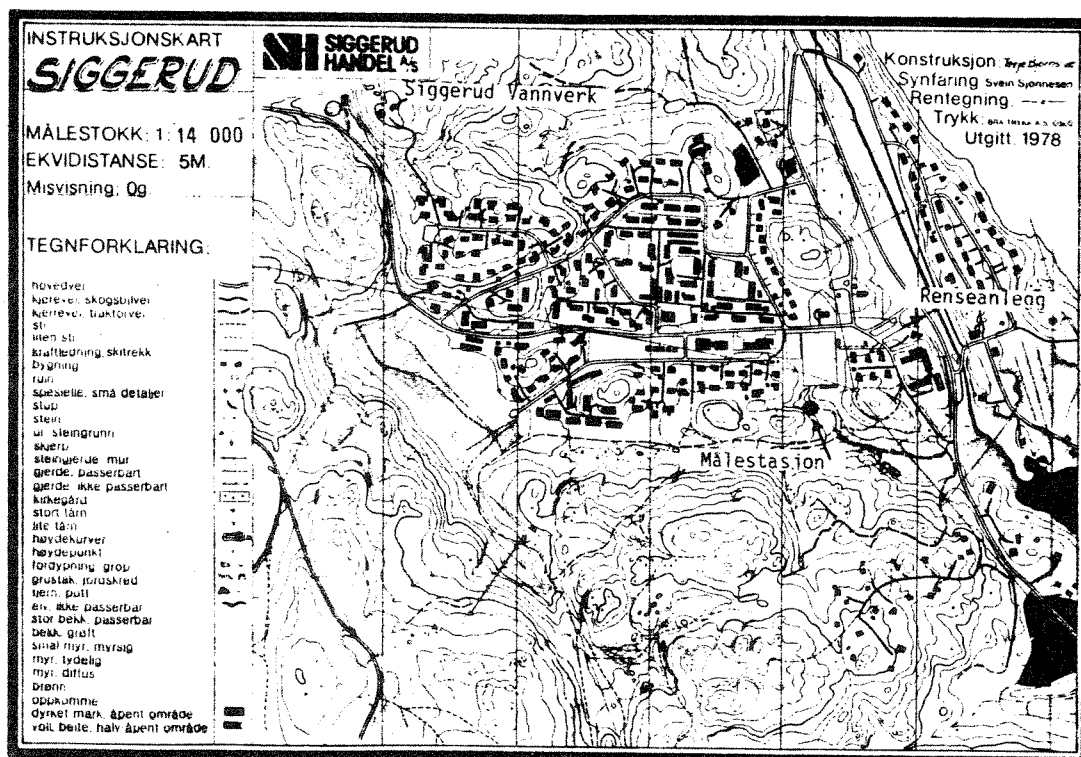 INSTRUKSJONSKART
SIGGERUD
MÅLESTOKK: 1:14 000
EKVIDISTANSE: 5M.
Misvisning: 0g.
TEGNFORKLARING:
hovedvei
kjørevei, skogsbilvei
kjerrevei, traktorvei
sti
liten sti
kraftledning, skitrekk
bygning
ruin
spesielle, små detaljer
stup
stein
ur, steingrunn
skjerp
steingjerde, mur
gjerde, passerbart
gjerde, ikke passerbart
kirkegård
stort tårn
lite tårn
høydekurver
høydepunkt
fordypning, grop
grustak, jordskred
tjern, putt
elv, ikke passerbar
stor bekk, passerbar
bekk, grøft
smal myr, myrsig
myr, tydelig
myr, diffus
brønn
oppkomme
dyrket mark, åpent område
voll, beite, halv åpent område
SIGGERUD
HANDEL A/S
Siggerud Vannverk
Konstruksjon: Terje
Synfaring: Svein Sjønnesen
Rentegning: — " —
Trykk:
Utgitt: 1978
Renseanlegg
Målestasjon